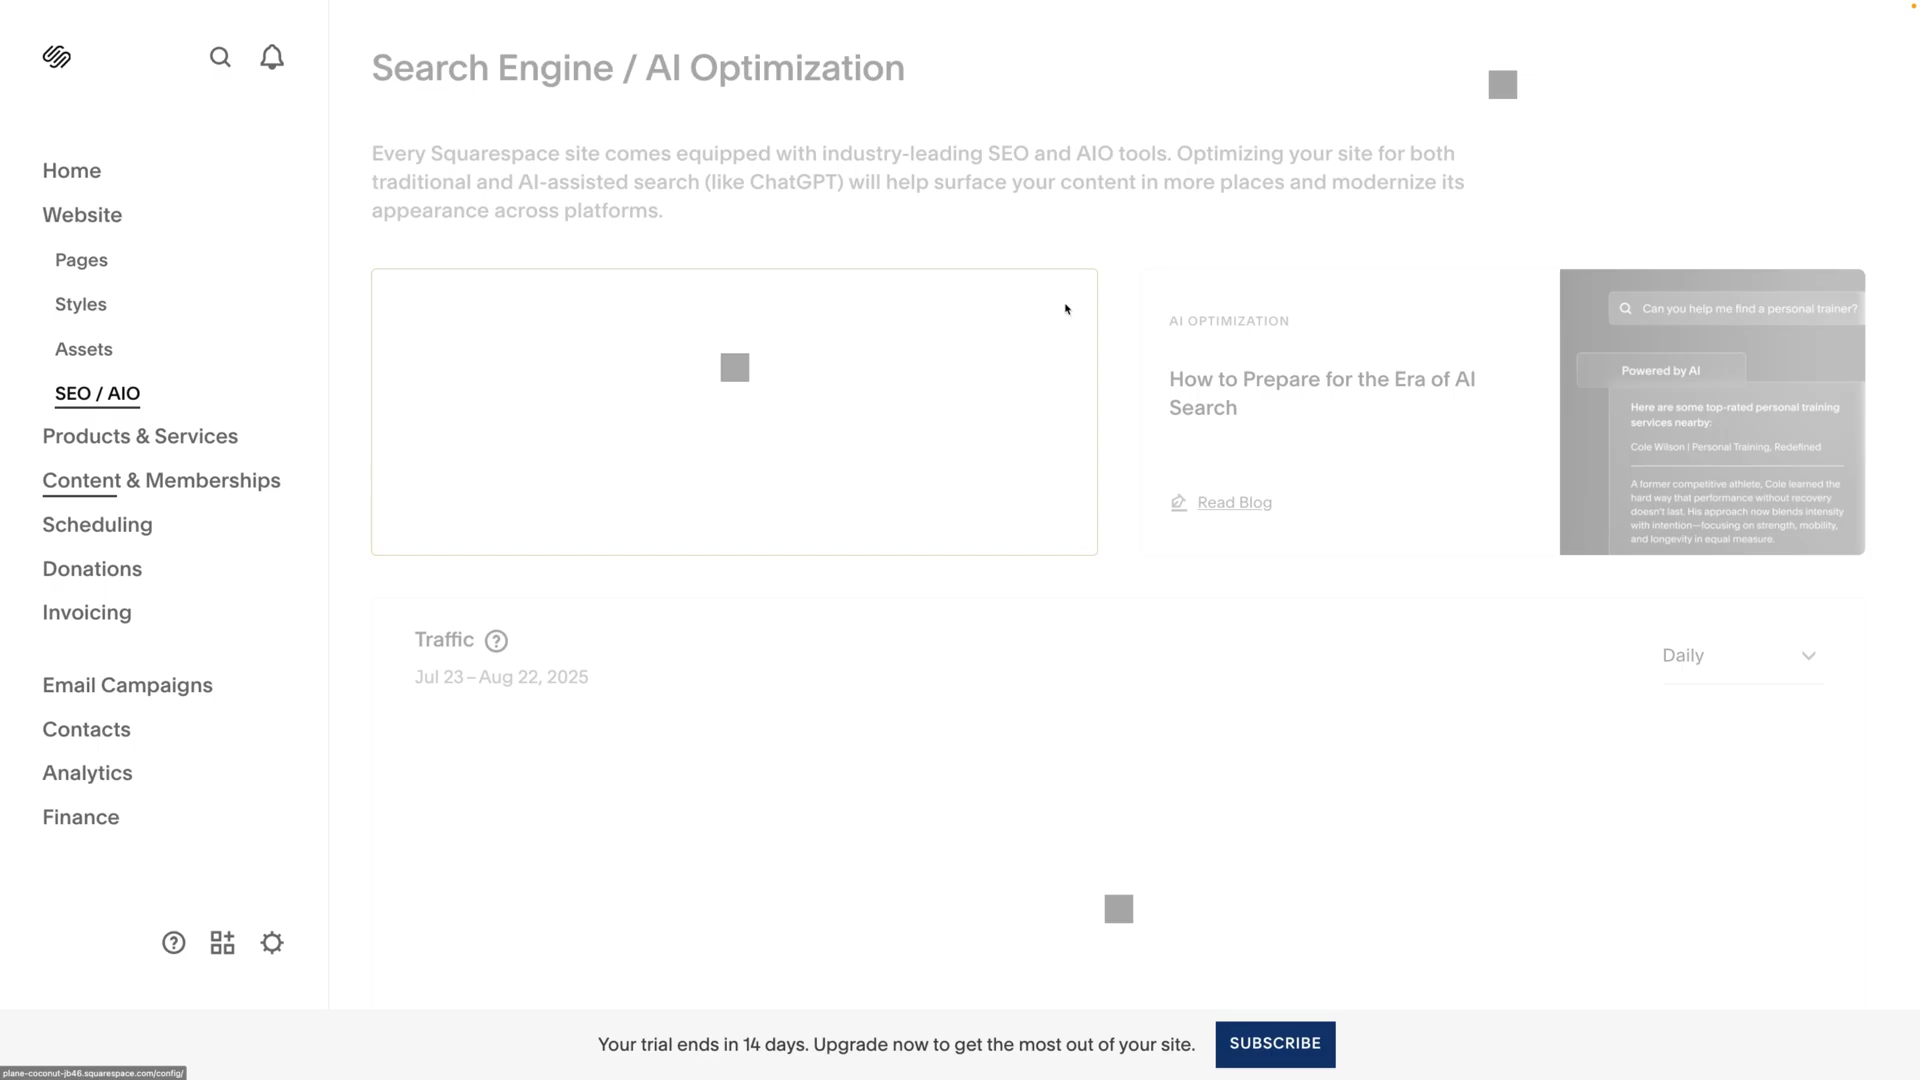 Home
Website
Pages
Styles
Assets
SEO / AIO
Products & Services
Content & Memberships
Scheduling
Donations
Invoicing
Email Campaigns
Contacts
Analytics
Finance
Search Engine / AI Optimization
Every Squarespace site comes equipped with industry-leading SEO and AIO tools. Optimizing your site for both
traditional and AI-assisted search (like ChatGPT) will help surface your content in more places and modernize its
appearance across platforms.
AI OPTIMIZATION
How to Prepare for the Era of AI
Search
Read Blog
Can you help me find a personal trainer?
Powered by AI
Here are some top-rated personal training
services nearby:
Cole Wilson | Personal Training, Redefined
A former competitive athlete, Cole learned the
hard way that performance without recovery
doesn't last. His approach now blends intensity
with intention—focusing on strength, mobility,
and longevity in equal measure.
Traffic
Jul 23 – Aug 22, 2025
Daily
Your trial ends in 14 days. Upgrade now to get the most out of your site.
SUBSCRIBE
plane-coconut-jb46.squarespace.com/config/